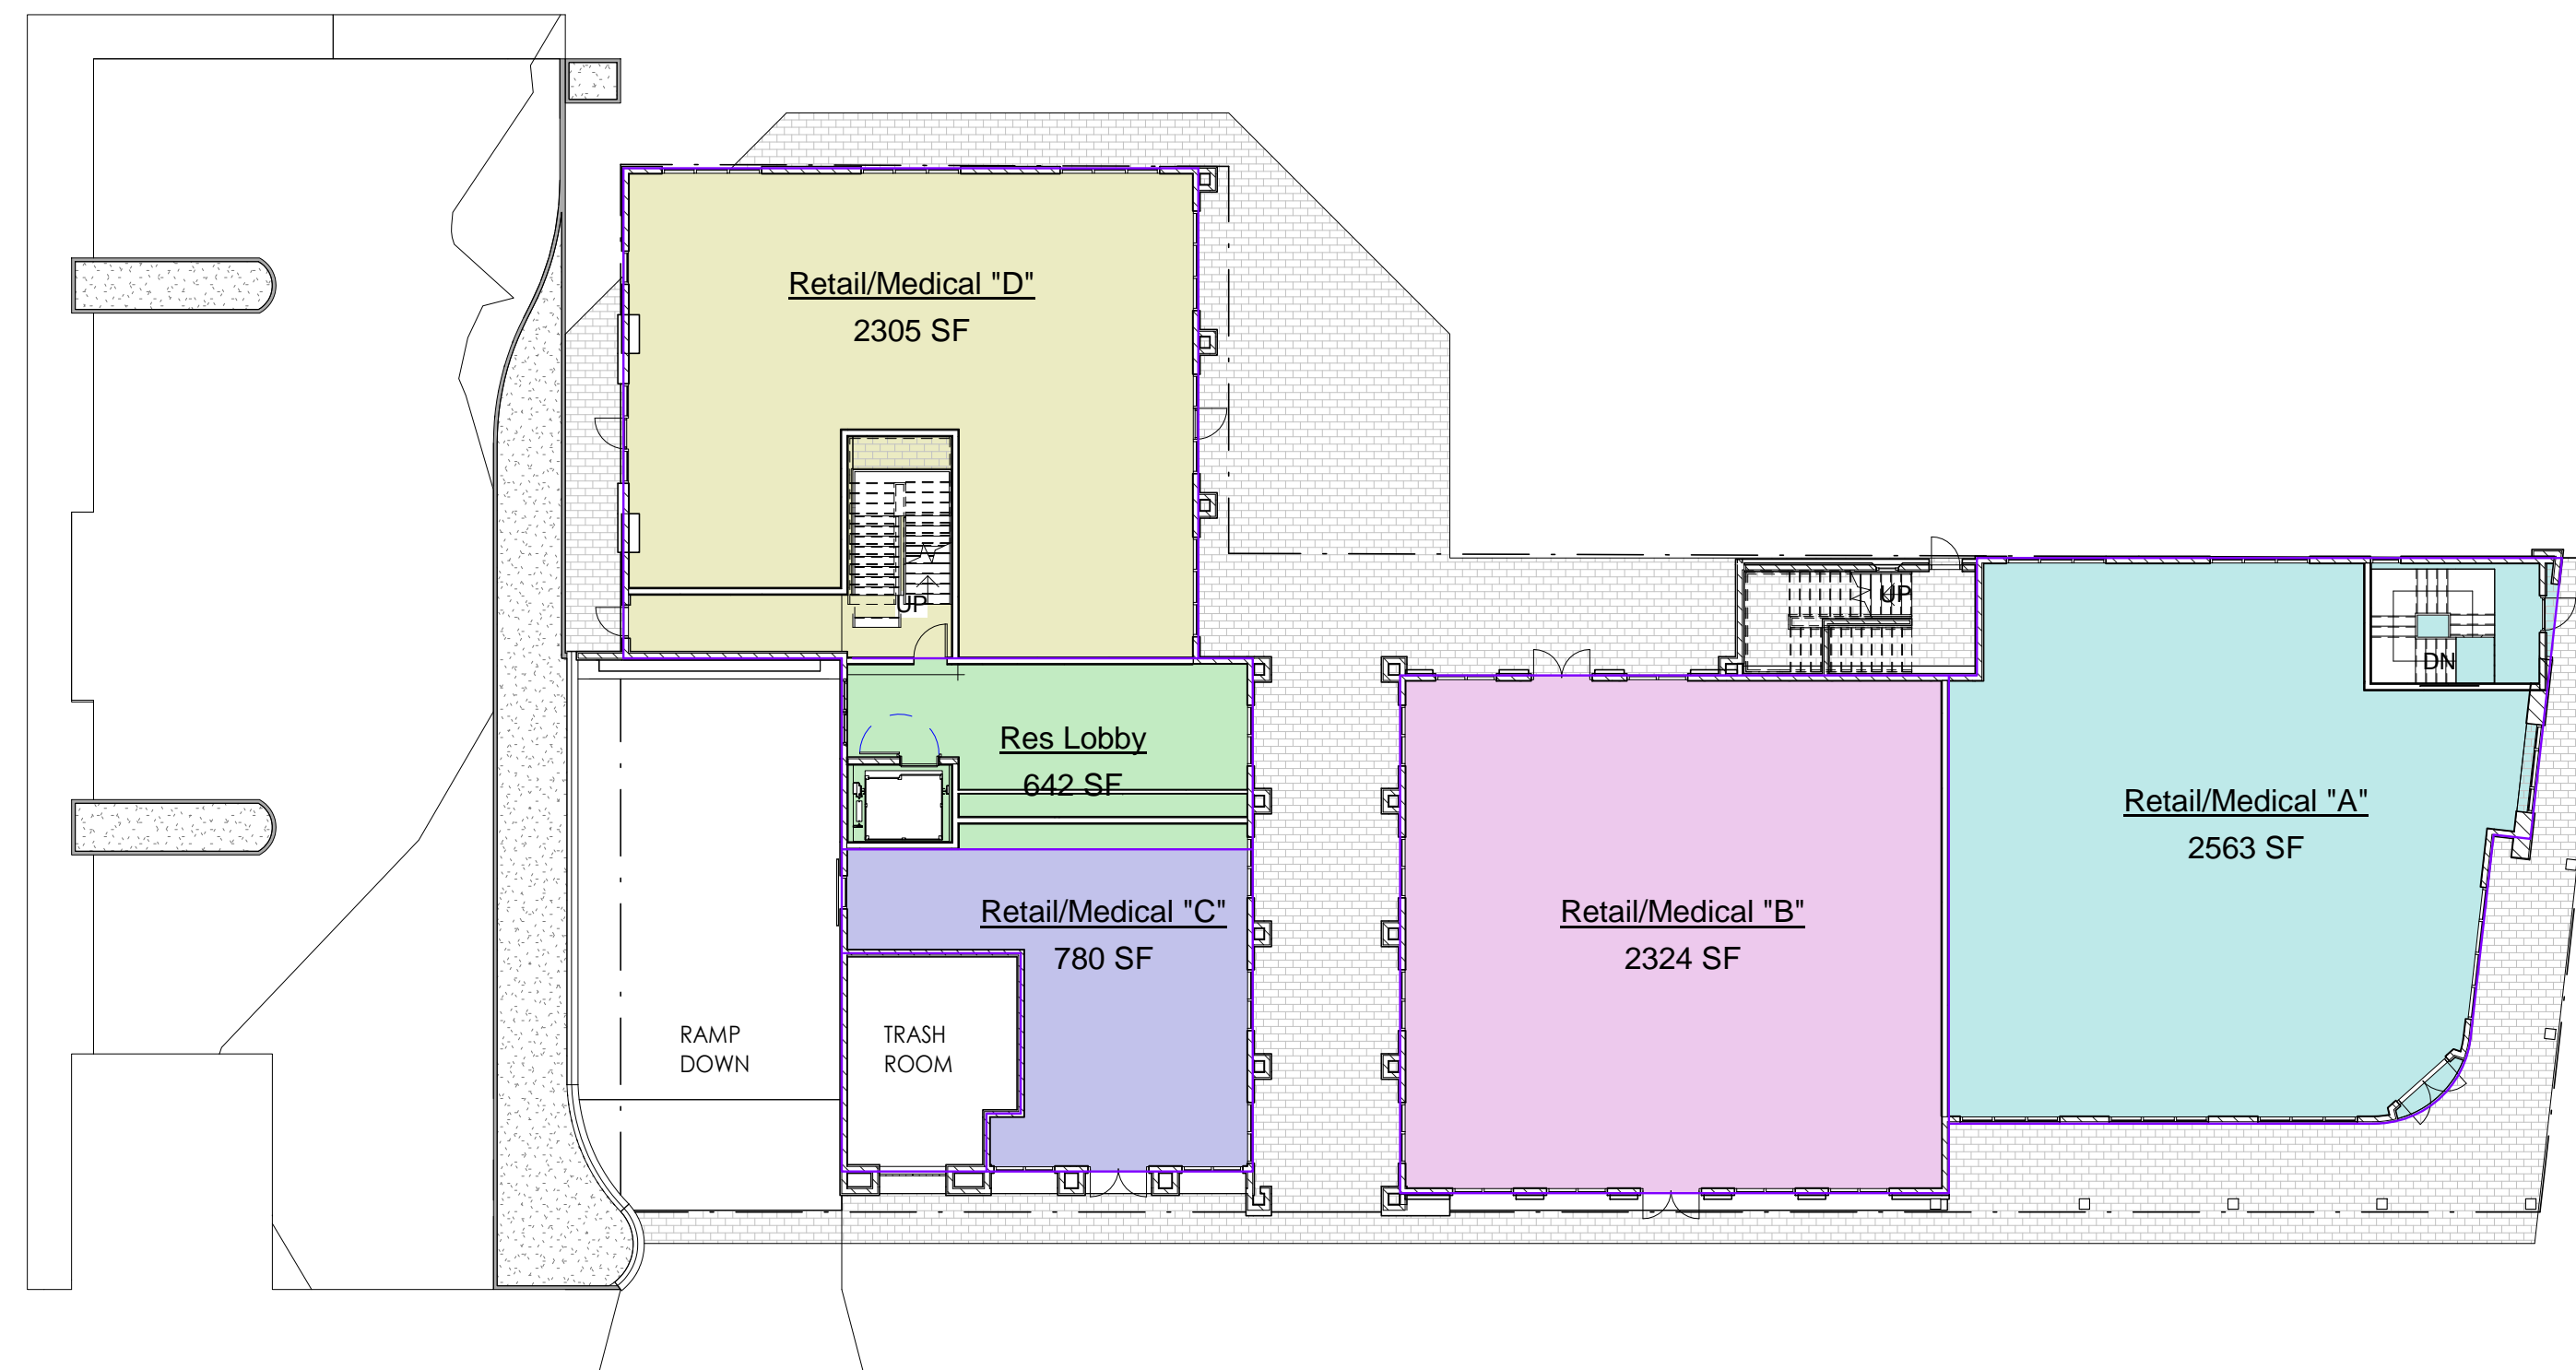 Retail/Medical "D"
2305 SF
UP
UP
DN
Res Lobby
642 SF
Retail/Medical "A"
2563 SF
Retail/Medical "C"
780 SF
Retail/Medical "B"
2324 SF
RAMP
DOWN
TRASH
ROOM